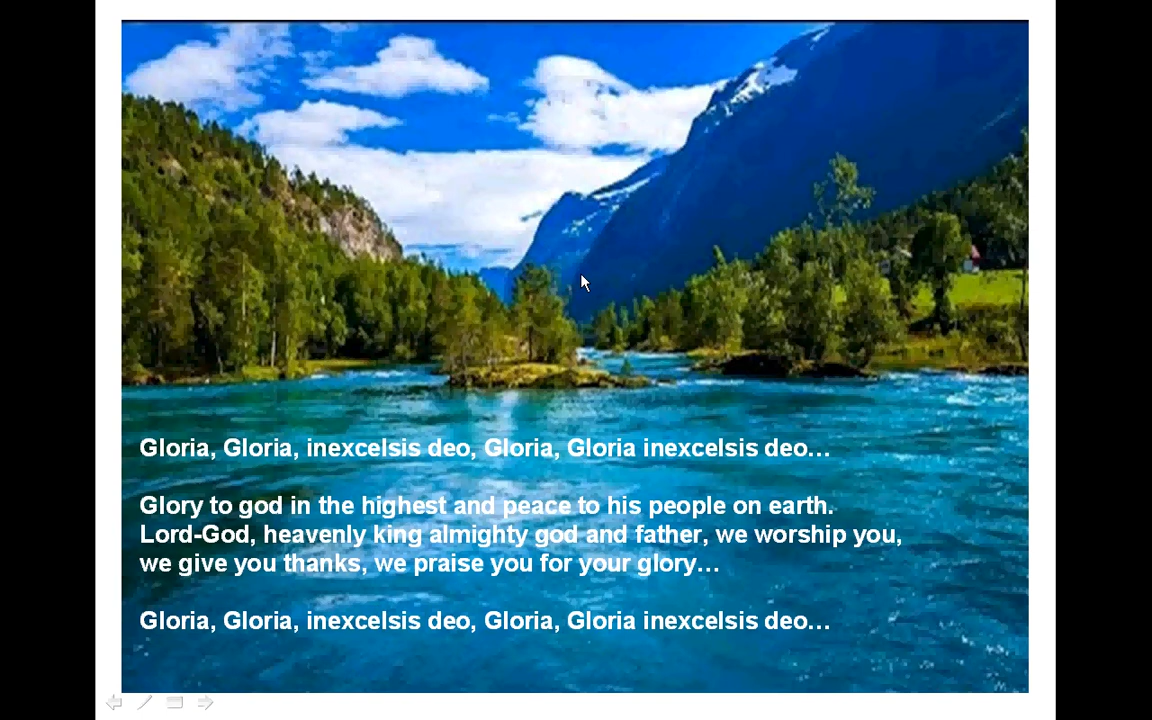 Gloria, Gloria, inexcelsis deo, Gloria, Gloria inexcelsis deo…
Glory to god in the highest and peace to his people on earth.
Lord-God, heavenly king almighty god and father, we worship you,
we give you thanks, we praise you for your glory…
Gloria, Gloria, inexcelsis deo, Gloria, Gloria inexcelsis deo…